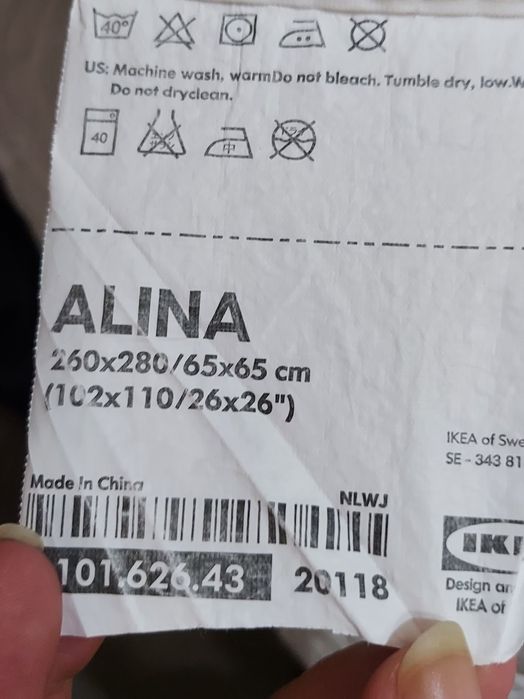 40°
US: Machine wash, warmDo not bleach. Tumble dry, low.W
Do not dryclean.
40 中
ALINA
260x280/65x65 cm
(102x110/26x26")
IKEA of Swe
SE - 343 81
Made In China
NLWJ
101.626.43 20118
IKE
Design an
IKEA of